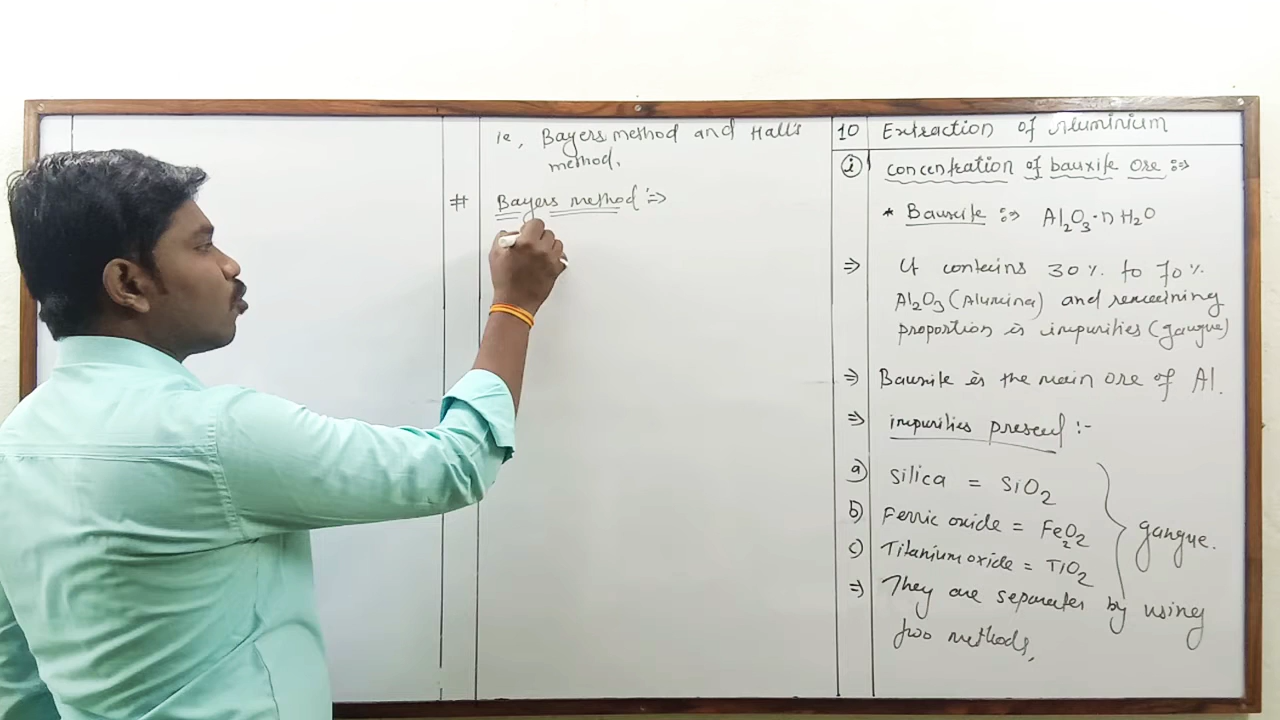 10 Extraction of Aluminium
i concentration of bauxite ore :⇒
* Bauxite :⇒ Al2O3·nH2O
⇒ It contains 30% to 70%
Al2O3 (Alumina) and remaining
proportion is impurities (gangue)
⇒ Bauxite is the main ore of Al.
⇒ impurities present :-
a) Silica = SiO2
b) Ferric oxide = Fe2O2
c) Titanium oxide = TiO2
gangue.
⇒ They are separates by using
two methods,
ie, Bayers method and Hall's
method,
# Bayers method :⇒